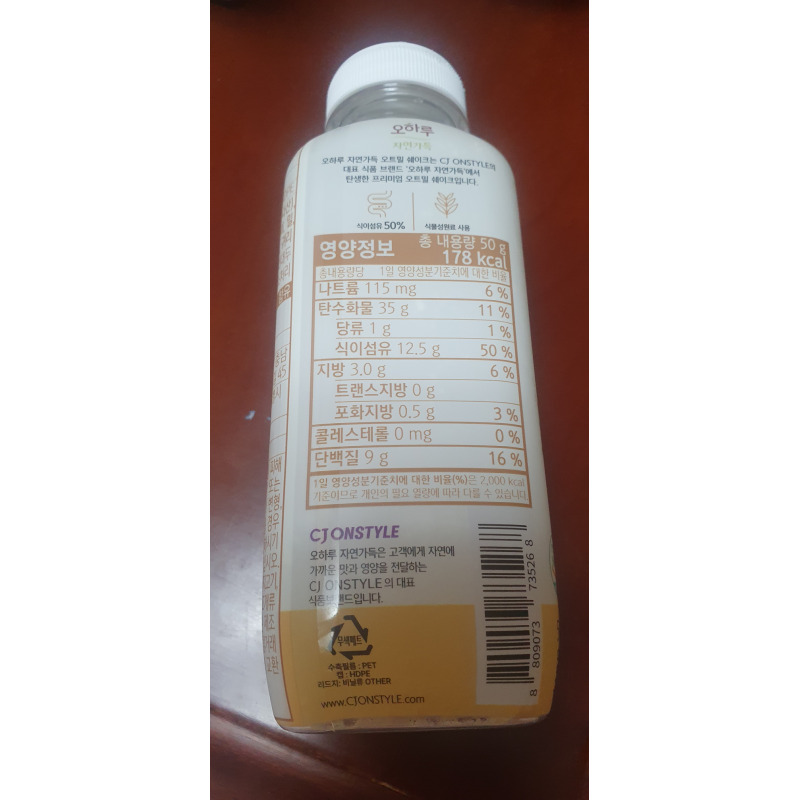 오하루
자연가득
오하루 자연가득 오트밀 쉐이크는 CJ ONSTYLE의
대표 식품 브랜드 '오하루 자연가득'에서
탄생한 프리미엄 오트밀 쉐이크입니다.
식이섬유 50%
식물성원료 사용
영양정보
총 내용량 50 g
178 kcal
총내용량당 1일 영양성분기준치에 대한 비율
나트륨 115 mg 6 %
탄수화물 35 g 11 %
당류 1 g 1 %
식이섬유 12.5 g 50 %
지방 3.0 g 6 %
트랜스지방 0 g
포화지방 0.5 g 3 %
콜레스테롤 0 mg 0 %
단백질 9 g 16 %
1일 영양성분기준치에 대한 비율(%)은 2,000 kcal
기준이므로 개인의 필요 열량에 따라 다를 수 있습니다.
CJ ONSTYLE
오하루 자연가득은 고객에게 자연에
가까운 맛과 영양을 전달하는
CJ ONSTYLE 의 대표
식품브랜드입니다.
무색페트
수축필름 : PET
캡 : HDPE
리드지: 비닐류 OTHER
www.CJONSTYLE.com
8 809073 735268